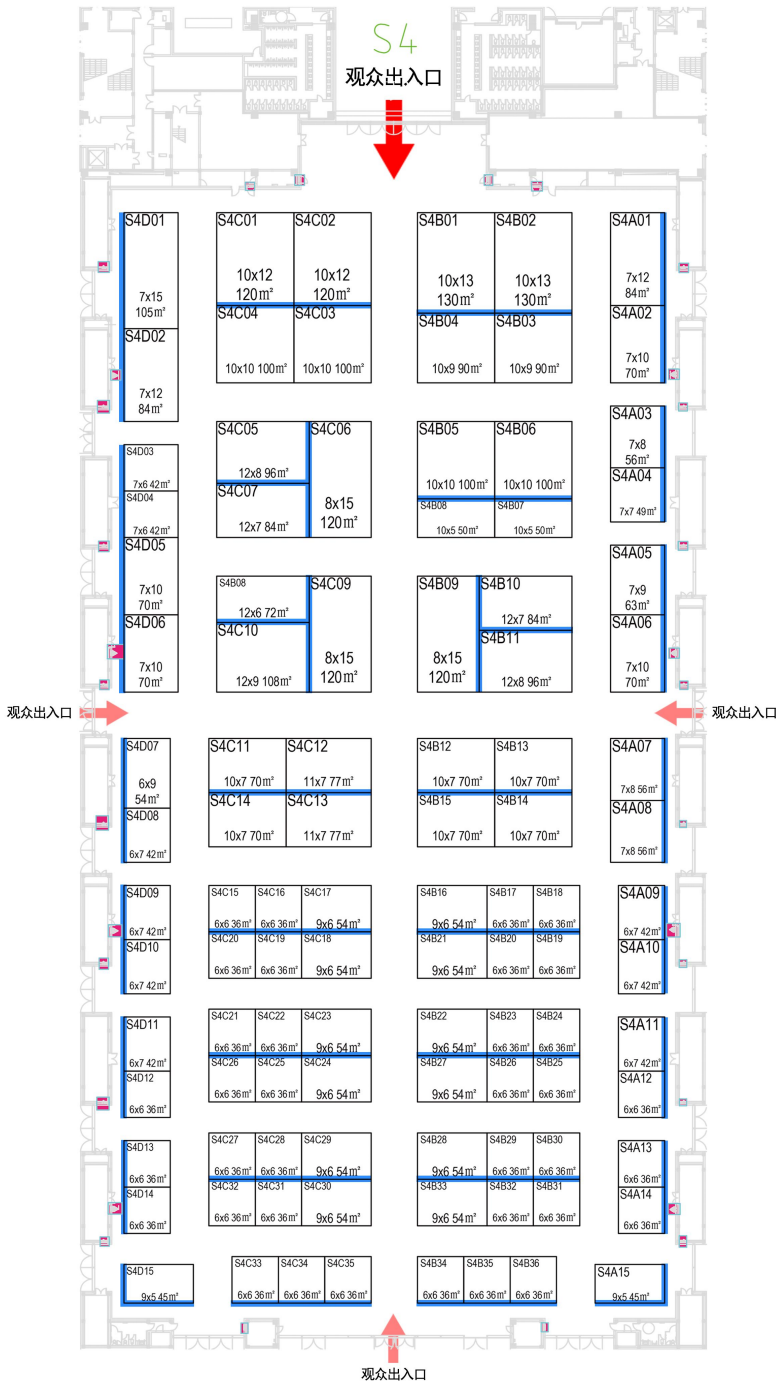 S4
观众出入口
S4D01
7x15
105m²
S4D02
7x12
84m²
S4C01
10x12
120m²
S4C02
10x12
120m²
S4C04
10x10 100m²
S4C03
10x10 100m²
S4B01
10x13
130m²
S4B02
10x13
130m²
S4B04
10x9 90m²
S4B03
10x9 90m²
S4A01
7x12
84m²
S4A02
7x10
70m²
S4D03
7x6 42m²
S4D04
7x6 42m²
S4D05
7x10
70m²
S4D06
7x10
70m²
S4C05
12x8 96m²
S4C06
8x15
120m²
S4C07
12x7 84m²
S4B05
10x10 100m²
S4B06
10x10 100m²
S4B08
10x5 50m²
S4B07
10x5 50m²
S4A03
7x8
56m²
S4A04
7x7 49m²
S4B08
12x6 72m²
S4C09
8x15
120m²
S4C10
12x9 108m²
S4B09
8x15
120m²
S4B10
12x7 84m²
S4B11
12x8 96m²
S4A05
7x9
63m²
S4A06
7x10
70m²
观众出入口
观众出入口
S4D07
6x9
54m²
S4D08
6x7 42m²
S4C11
10x7 70m²
S4C12
11x7 77m²
S4C14
10x7 70m²
S4C13
11x7 77m²
S4B12
10x7 70m²
S4B13
10x7 70m²
S4B15
10x7 70m²
S4B14
10x7 70m²
S4A07
7x8 56m²
S4A08
7x8 56m²
S4D09
6x7 42m²
S4D10
6x7 42m²
S4C15
6x6 36m²
S4C16
6x6 36m²
S4C17
9x6 54m²
S4C20
6x6 36m²
S4C19
6x6 36m²
S4C18
9x6 54m²
S4B16
9x6 54m²
S4B17
6x6 36m²
S4B18
6x6 36m²
S4B21
9x6 54m²
S4B20
6x6 36m²
S4B19
6x6 36m²
S4A09
6x7 42m²
S4A10
6x7 42m²
S4D11
6x7 42m²
S4D12
6x6 36m²
S4C21
6x6 36m²
S4C22
6x6 36m²
S4C23
9x6 54m²
S4C26
6x6 36m²
S4C25
6x6 36m²
S4C24
9x6 54m²
S4B22
9x6 54m²
S4B23
6x6 36m²
S4B24
6x6 36m²
S4B27
9x6 54m²
S4B26
6x6 36m²
S4B25
6x6 36m²
S4A11
6x7 42m²
S4A12
6x6 36m²
S4D13
6x6 36m²
S4D14
6x6 36m²
S4C27
6x6 36m²
S4C28
6x6 36m²
S4C29
9x6 54m²
S4C32
6x6 36m²
S4C31
6x6 36m²
S4C30
9x6 54m²
S4B28
9x6 54m²
S4B29
6x6 36m²
S4B30
6x6 36m²
S4B33
9x6 54m²
S4B32
6x6 36m²
S4B31
6x6 36m²
S4A13
6x6 36m²
S4A14
6x6 36m²
S4D15
9x5 45m²
S4C33
6x6 36m²
S4C34
6x6 36m²
S4C35
6x6 36m²
S4B34
6x6 36m²
S4B35
6x6 36m²
S4B36
6x6 36m²
S4A15
9x5 45m²
观众出入口